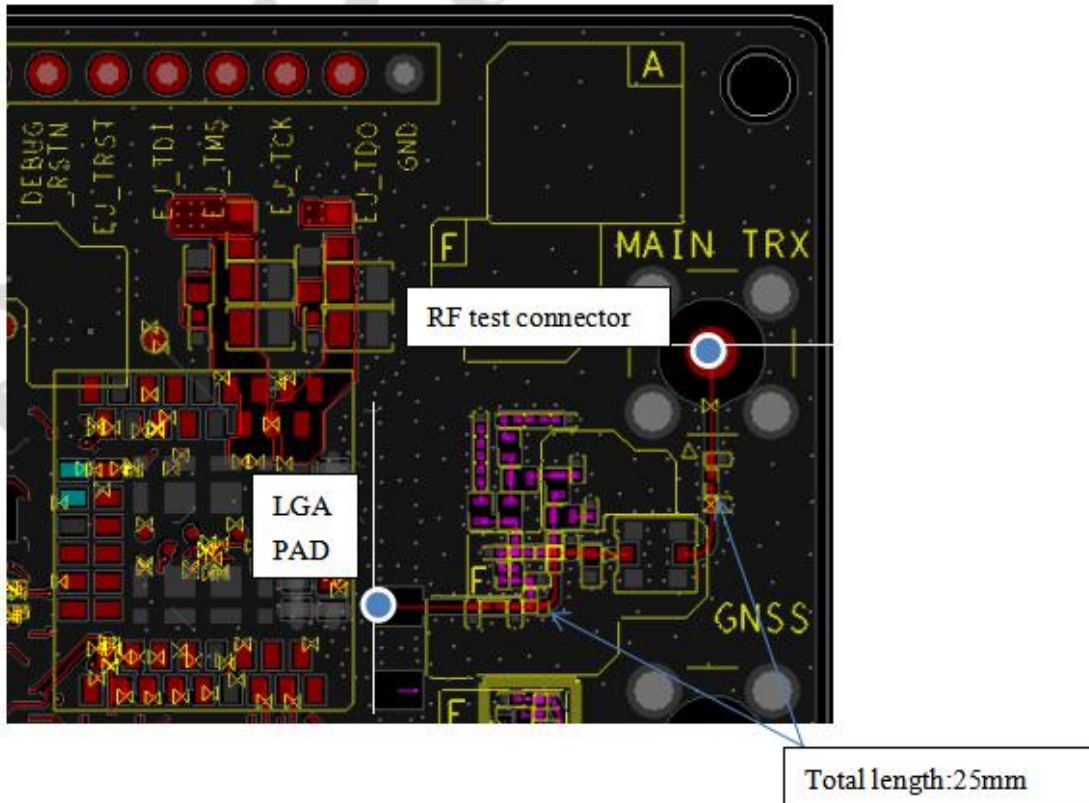 A
DEBUG
_RSTN
EJ_TRST
EJ_TDI
EJ_TMS
EJ_TCK
EJ_TDO
GND
F
MAIN TRX
RF test connector
LGA
PAD
F
GNSS
F
Total length:25mm